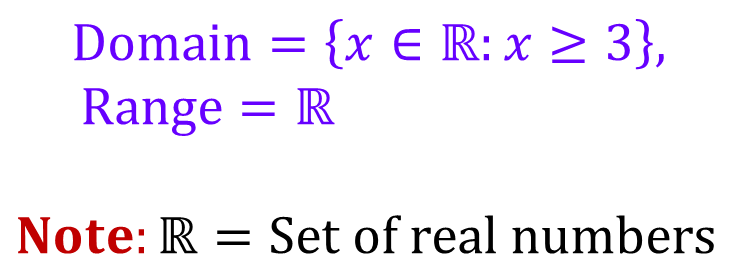 Domain = {𝑥 ∈ ℝ: 𝑥 ≥ 3},
Range = ℝ
Note: ℝ = Set of real numbers